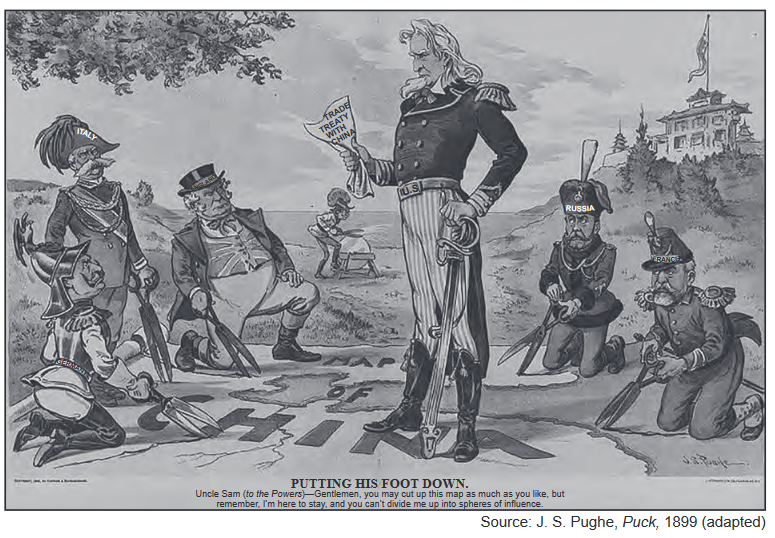 TRADE
TREATY
WITH
CHINA
ITALY
U.S
RUSSIA
FRANCE
GERMANY
MAP
OF
CHINA
PUTTING HIS FOOT DOWN.
Uncle Sam (to the Powers)—Gentlemen, you may cut up this map as much as you like, but
remember, I'm here to stay, and you can't divide me up into spheres of influence.
Source: J. S. Pughe, Puck, 1899 (adapted)